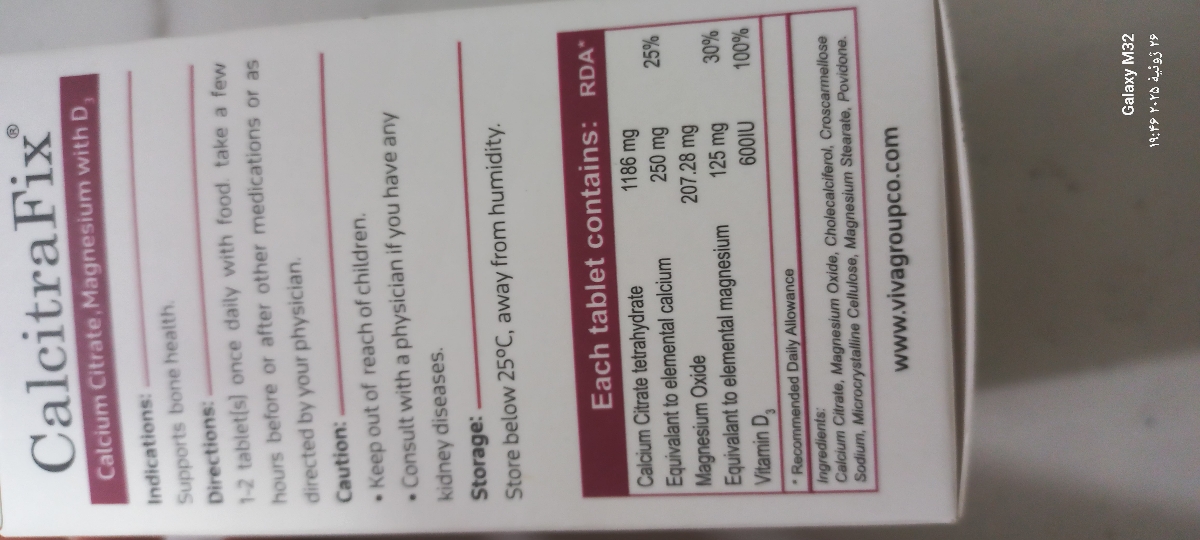 CalcitraFix®
Calcium Citrate, Magnesium with D3
Indications:
Supports bone health.
Directions:
1-2 tablet(s) once daily with food. take a few
hours before or after other medications or as
directed by your physician.
Caution:
• Keep out of reach of children.
• Consult with a physician if you have any
kidney diseases.
Storage:
Store below 25°C, away from humidity.
Each tablet contains: RDA*
Calcium Citrate tetrahydrate 1186 mg
Equivalant to elemental calcium 250 mg 25%
Magnesium Oxide 207.28 mg
Equivalant to elemental magnesium 125 mg 30%
Vitamin D3 600IU 100%
* Recommended Daily Allowance
Ingredients:
Calcium Citrate, Magnesium Oxide, Cholecalciferol, Croscarmellose
Sodium, Microcrystalline Cellulose, Magnesium Stearate, Povidone.
www.vivagroupco.com
Galaxy M32
۲۶ ژوئیهٔ ۲۰۲۵ ۱۹:۴۶